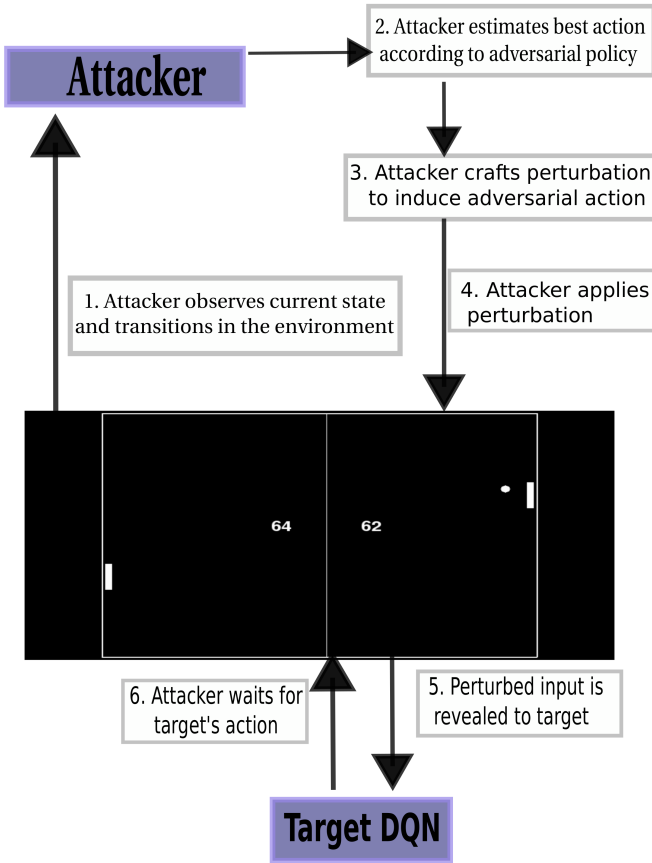 Attacker
2. Attacker estimates best action
according to adversarial policy
3. Attacker crafts perturbation
to induce adversarial action
1. Attacker observes current state
and transitions in the environment
4. Attacker applies
perturbation
64 62
6. Attacker waits for
target's action
5. Perturbed input is
revealed to target
Target DQN